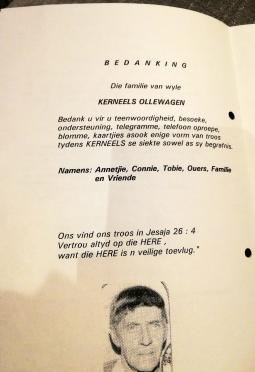 BEDANKING
Die familie van wyle
KERNEELS OLLEWAGEN
Bedank u vir u teenwoordigheid, besoeke,
ondersteuning, telegramme, telefoon oproepe,
blomme, kaartjies asook enige vorm van troos
tydens KERNEELS se siekte sowel as sy begrafnis.
Namens: Annetjie, Connie, Tobie, Ouers, Familie
en Vriende
Ons vind ons troos in Jesaja 26 : 4
Vertrou altyd op die HERE ,
want die HERE is n veilige toevlug."